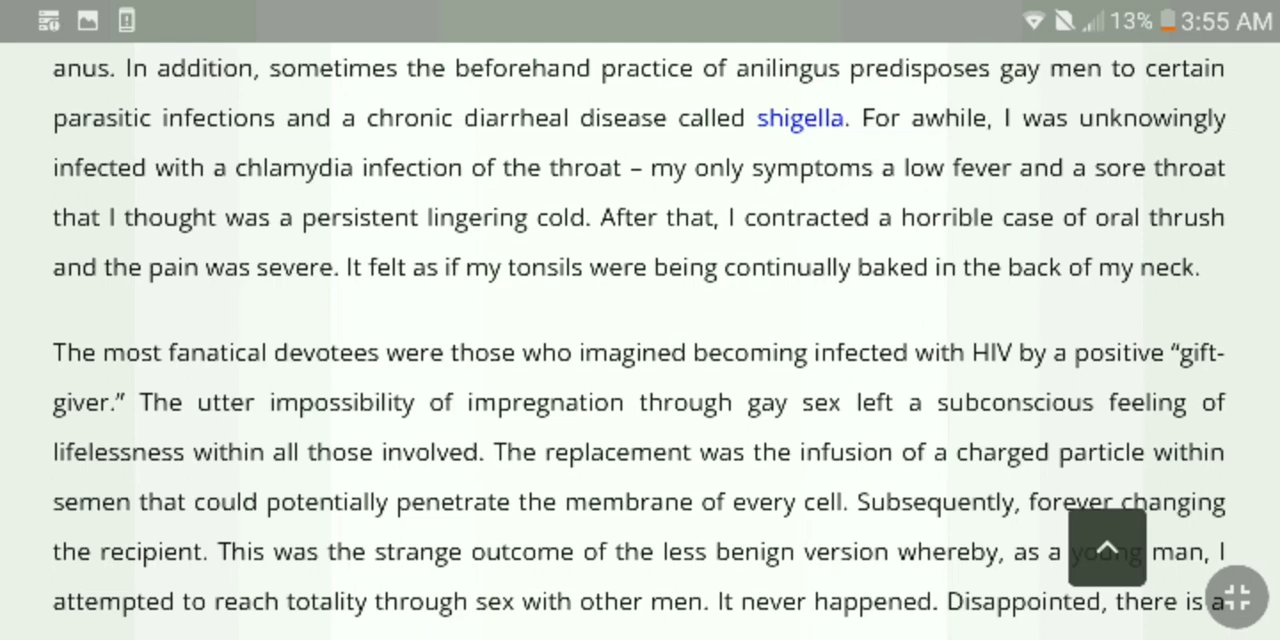 13% 3:55 AM
anus. In addition, sometimes the beforehand practice of anilingus predisposes gay men to certain
parasitic infections and a chronic diarrheal disease called shigella. For awhile, I was unknowingly
infected with a chlamydia infection of the throat – my only symptoms a low fever and a sore throat
that I thought was a persistent lingering cold. After that, I contracted a horrible case of oral thrush
and the pain was severe. It felt as if my tonsils were being continually baked in the back of my neck.
The most fanatical devotees were those who imagined becoming infected with HIV by a positive “gift-
giver.” The utter impossibility of impregnation through gay sex left a subconscious feeling of
lifelessness within all those involved. The replacement was the infusion of a charged particle within
semen that could potentially penetrate the membrane of every cell. Subsequently, forever changing
the recipient. This was the strange outcome of the less benign version whereby, as a young man, I
attempted to reach totality through sex with other men. It never happened. Disappointed, there is a